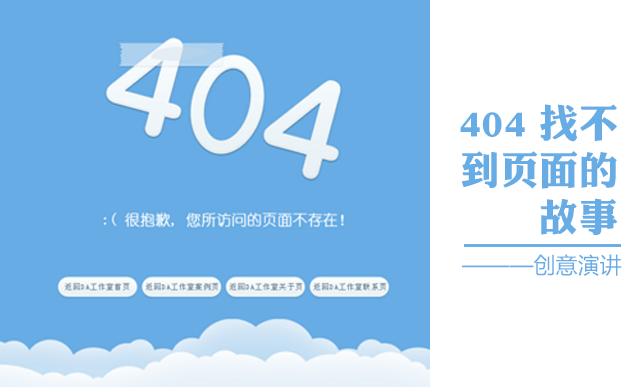 404
:( 很抱歉，您所访问的页面不存在！
返回DA工作室首页 返回DA工作室案例页 返回DA工作室关于页 返回DA工作室联系页
404 找不
到页面的
故事
————创意演讲